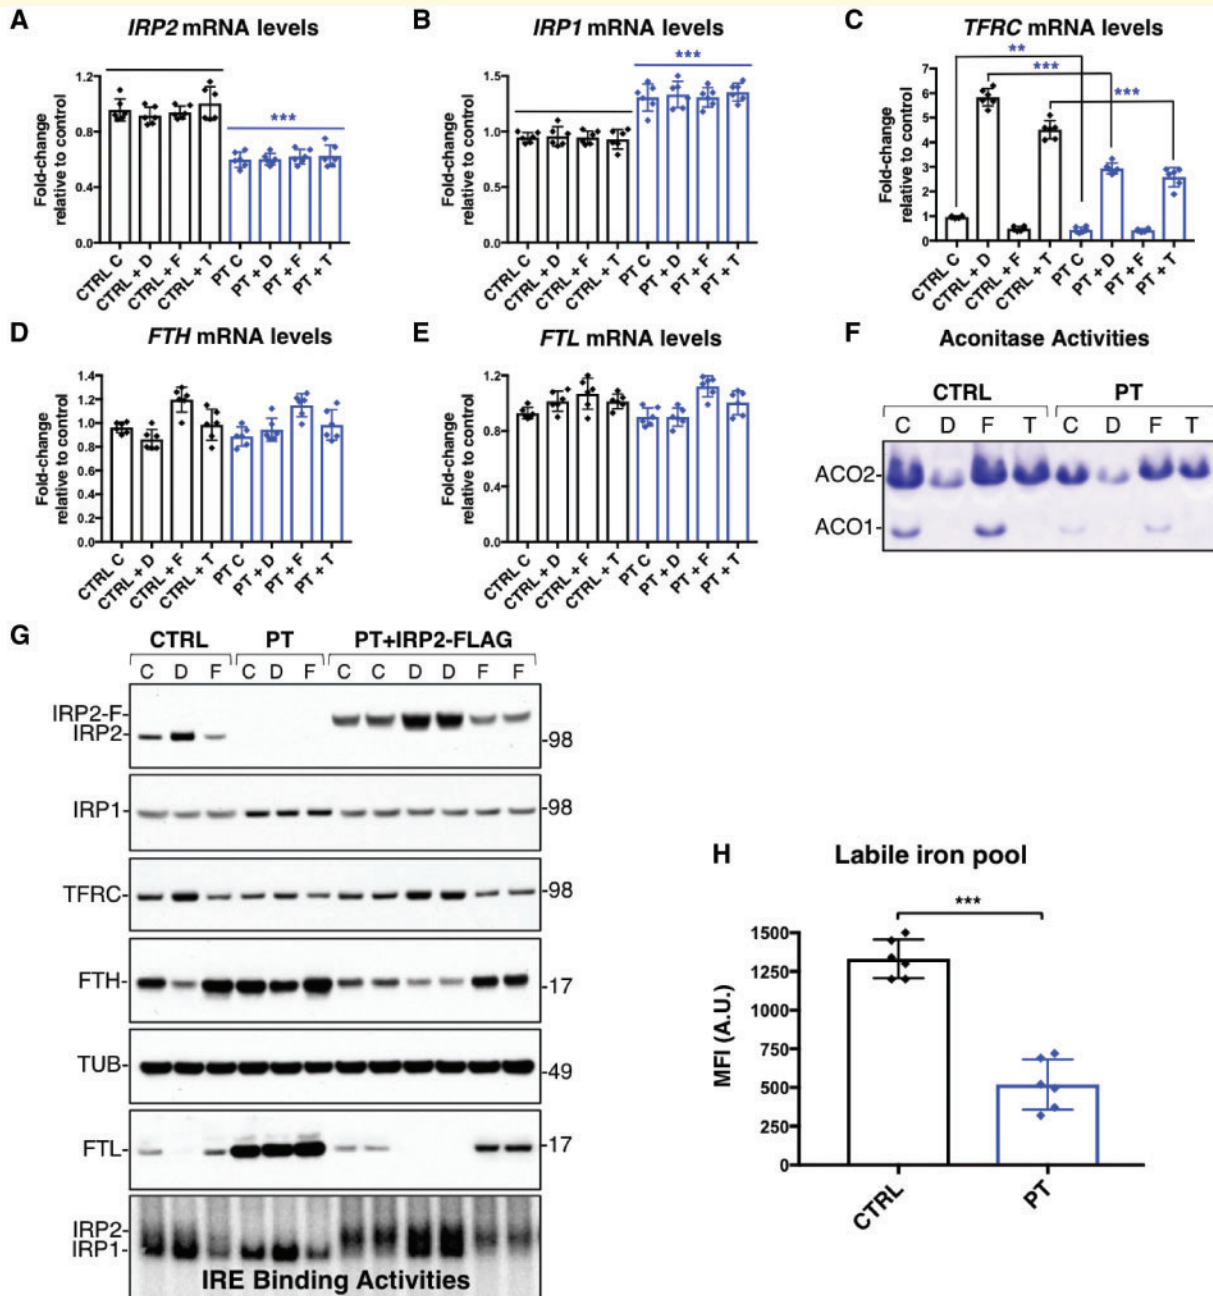 A
IRP2 mRNA levels
Fold-change
relative to control
1.2
0.9
0.6
0.3
0.0
***
CTRL C
CTRL + D
CTRL + F
CTRL + T
PT C
PT + D
PT + F
PT + T
B
IRP1 mRNA levels
Fold-change
relative to control
1.5
1.0
0.5
0.0
***
CTRL C
CTRL + D
CTRL + F
CTRL + T
PT C
PT + D
PT + F
PT + T
C
TFRC mRNA levels
Fold-change
relative to control
7
6
5
4
3
2
1
0
**
***
***
CTRL C
CTRL + D
CTRL + F
CTRL + T
PT C
PT + D
PT + F
PT + T
D
FTH mRNA levels
Fold-change
relative to control
1.4
1.2
1.0
0.8
0.6
0.4
0.2
0.0
CTRL C
CTRL + D
CTRL + F
CTRL + T
PT C
PT + D
PT + F
PT + T
E
FTL mRNA levels
Fold-change
relative to control
1.2
0.9
0.6
0.3
0.0
CTRL C
CTRL + D
CTRL + F
CTRL + T
PT C
PT + D
PT + F
PT + T
F
Aconitase Activities
CTRL PT
C D F T C D F T
ACO2-
ACO1-
G
CTRL PT PT+IRP2-FLAG
C D F C D F C C D D F F
IRP2-F
IRP2
-98
IRP1- -98
TFRC- -98
FTH- -17
TUB- -49
FTL- -17
IRP2-
IRP1-
IRE Binding Activities
H
Labile iron pool
***
MFI (A.U.)
1500
1250
1000
750
500
250
0
CTRL
PT